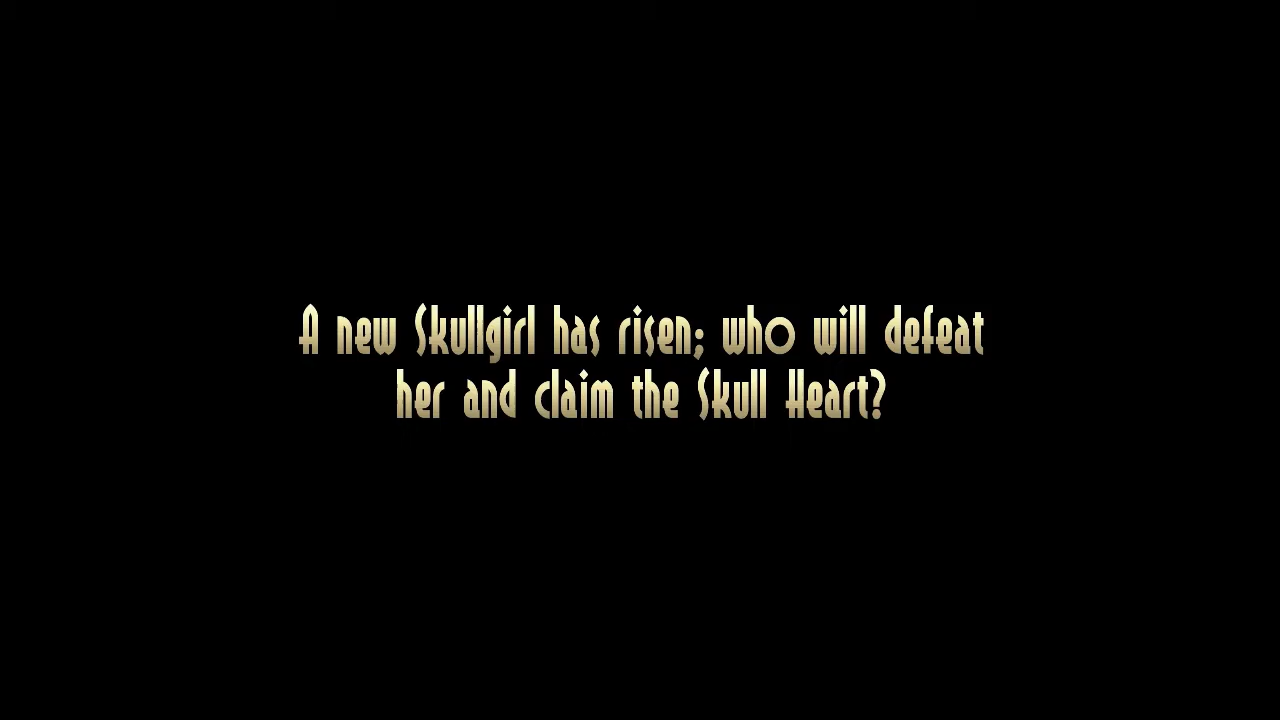 A new Skullgirl has risen; who will defeat
her and claim the Skull Heart?